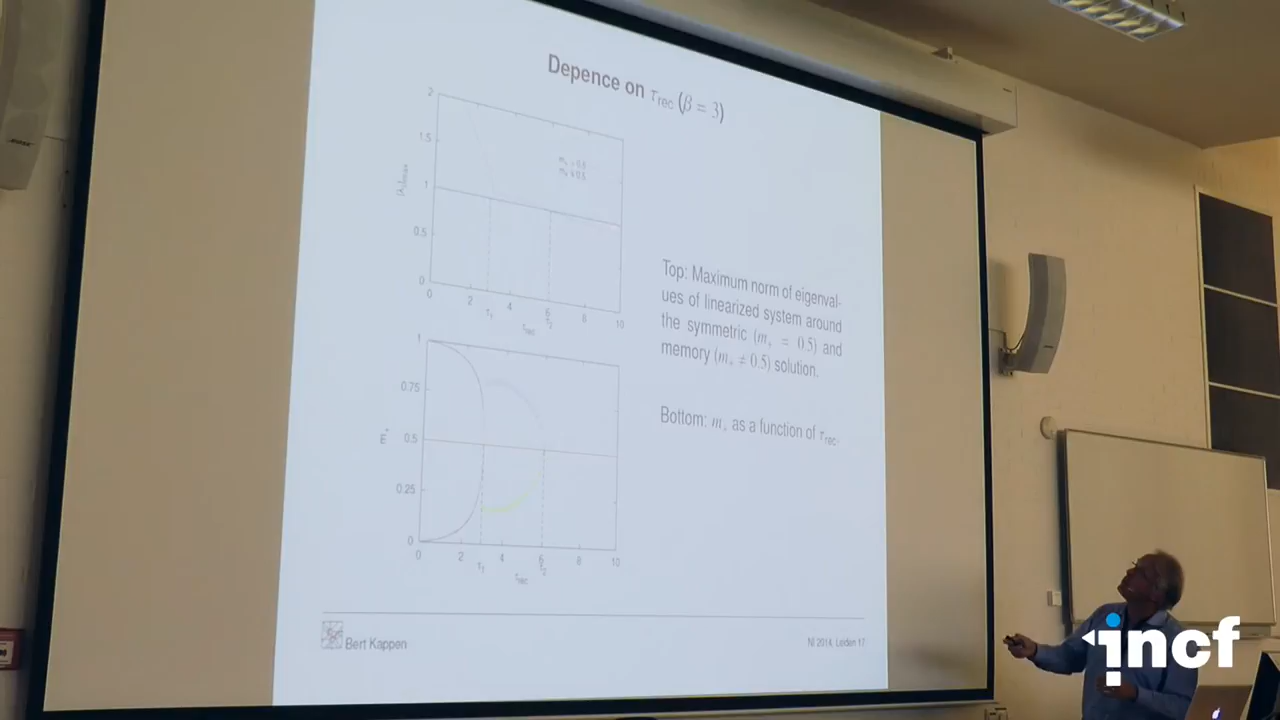 Depence on τrec (β = 3)
2
1.5
1
0.5
0
0 2 4 6 8 10
τ1 τ2
τrec
Top: Maximum norm of eigenval-
ues of linearized system around
the symmetric (m+ = 0.5) and
memory (m+ ≠ 0.5) solution.
Bottom: m+ as a function of τrec
1
0.75
0.5
0.25
0
0 2 4 6 8 10
τ1 τ2
τrec
Bert Kappen
NI 2014, Leiden 17
incf